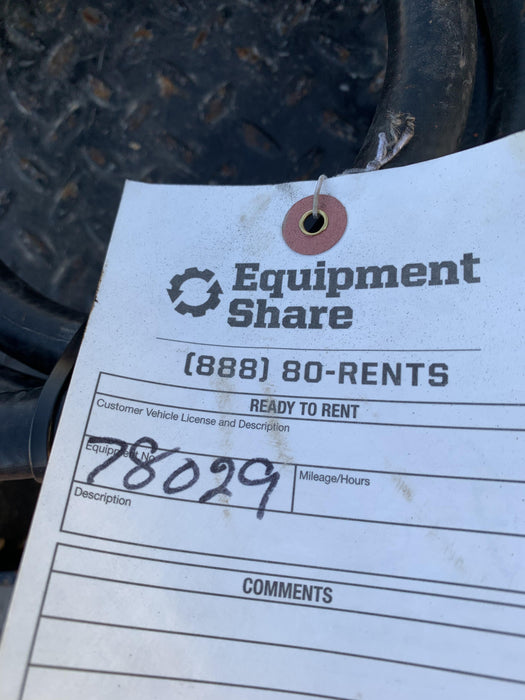 Equipment
Share
(888) 80-RENTS
READY TO RENT
Customer Vehicle License and Description
Equipment No.
78029
Mileage/Hours
Description
COMMENTS